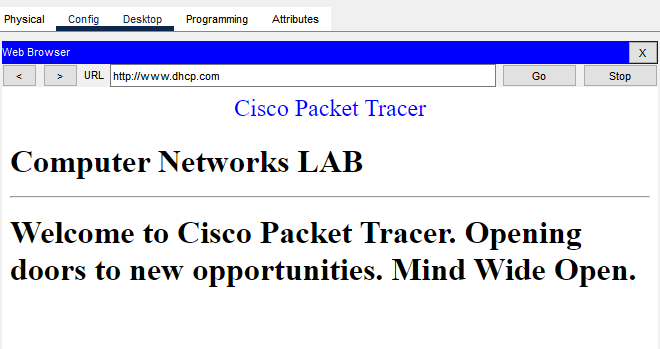 Physical Config Desktop Programming Attributes
Web Browser X
< > URL http://www.dhcp.com Go Stop
Cisco Packet Tracer
Computer Networks LAB
Welcome to Cisco Packet Tracer. Opening
doors to new opportunities. Mind Wide Open.